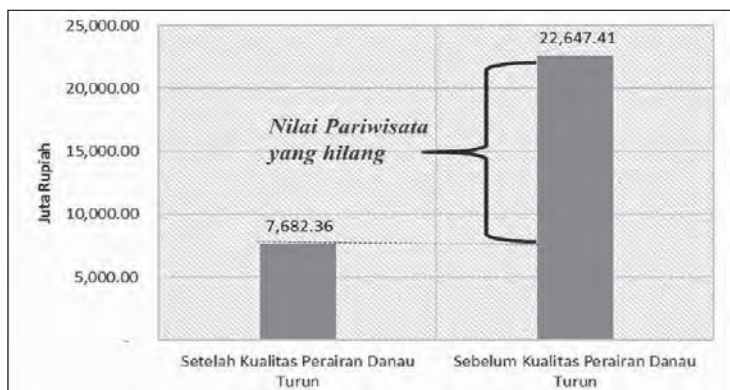 25,000.00
22,647.41
20,000.00
Nilai Pariwisata
yang hilang
15,000.00
Juta Rupiah
10,000.00
7,682.36
5,000.00
-
Setelah Kualitas Perairan Danau
Turun
Sebelum Kualitas Perairan Danau
Turun